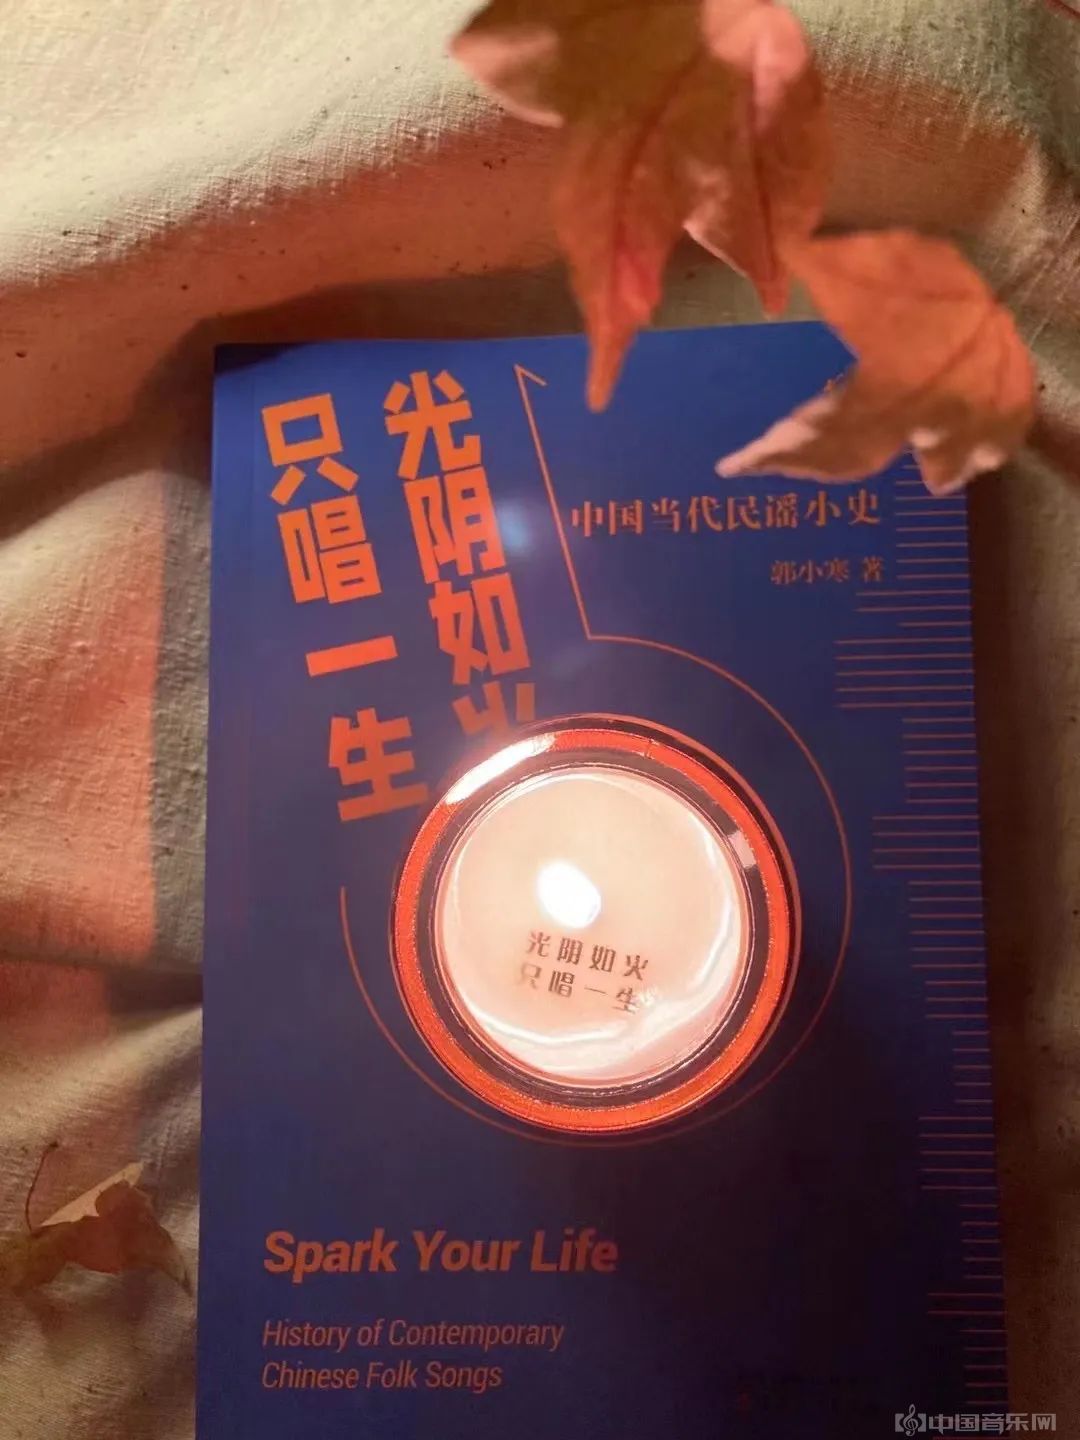 光阴如火
只唱一生
中国当代民谣小史
郭小寒 著
光阴如火
只唱一生
Spark Your Life
History of Contemporary
Chinese Folk Songs
中国音乐网